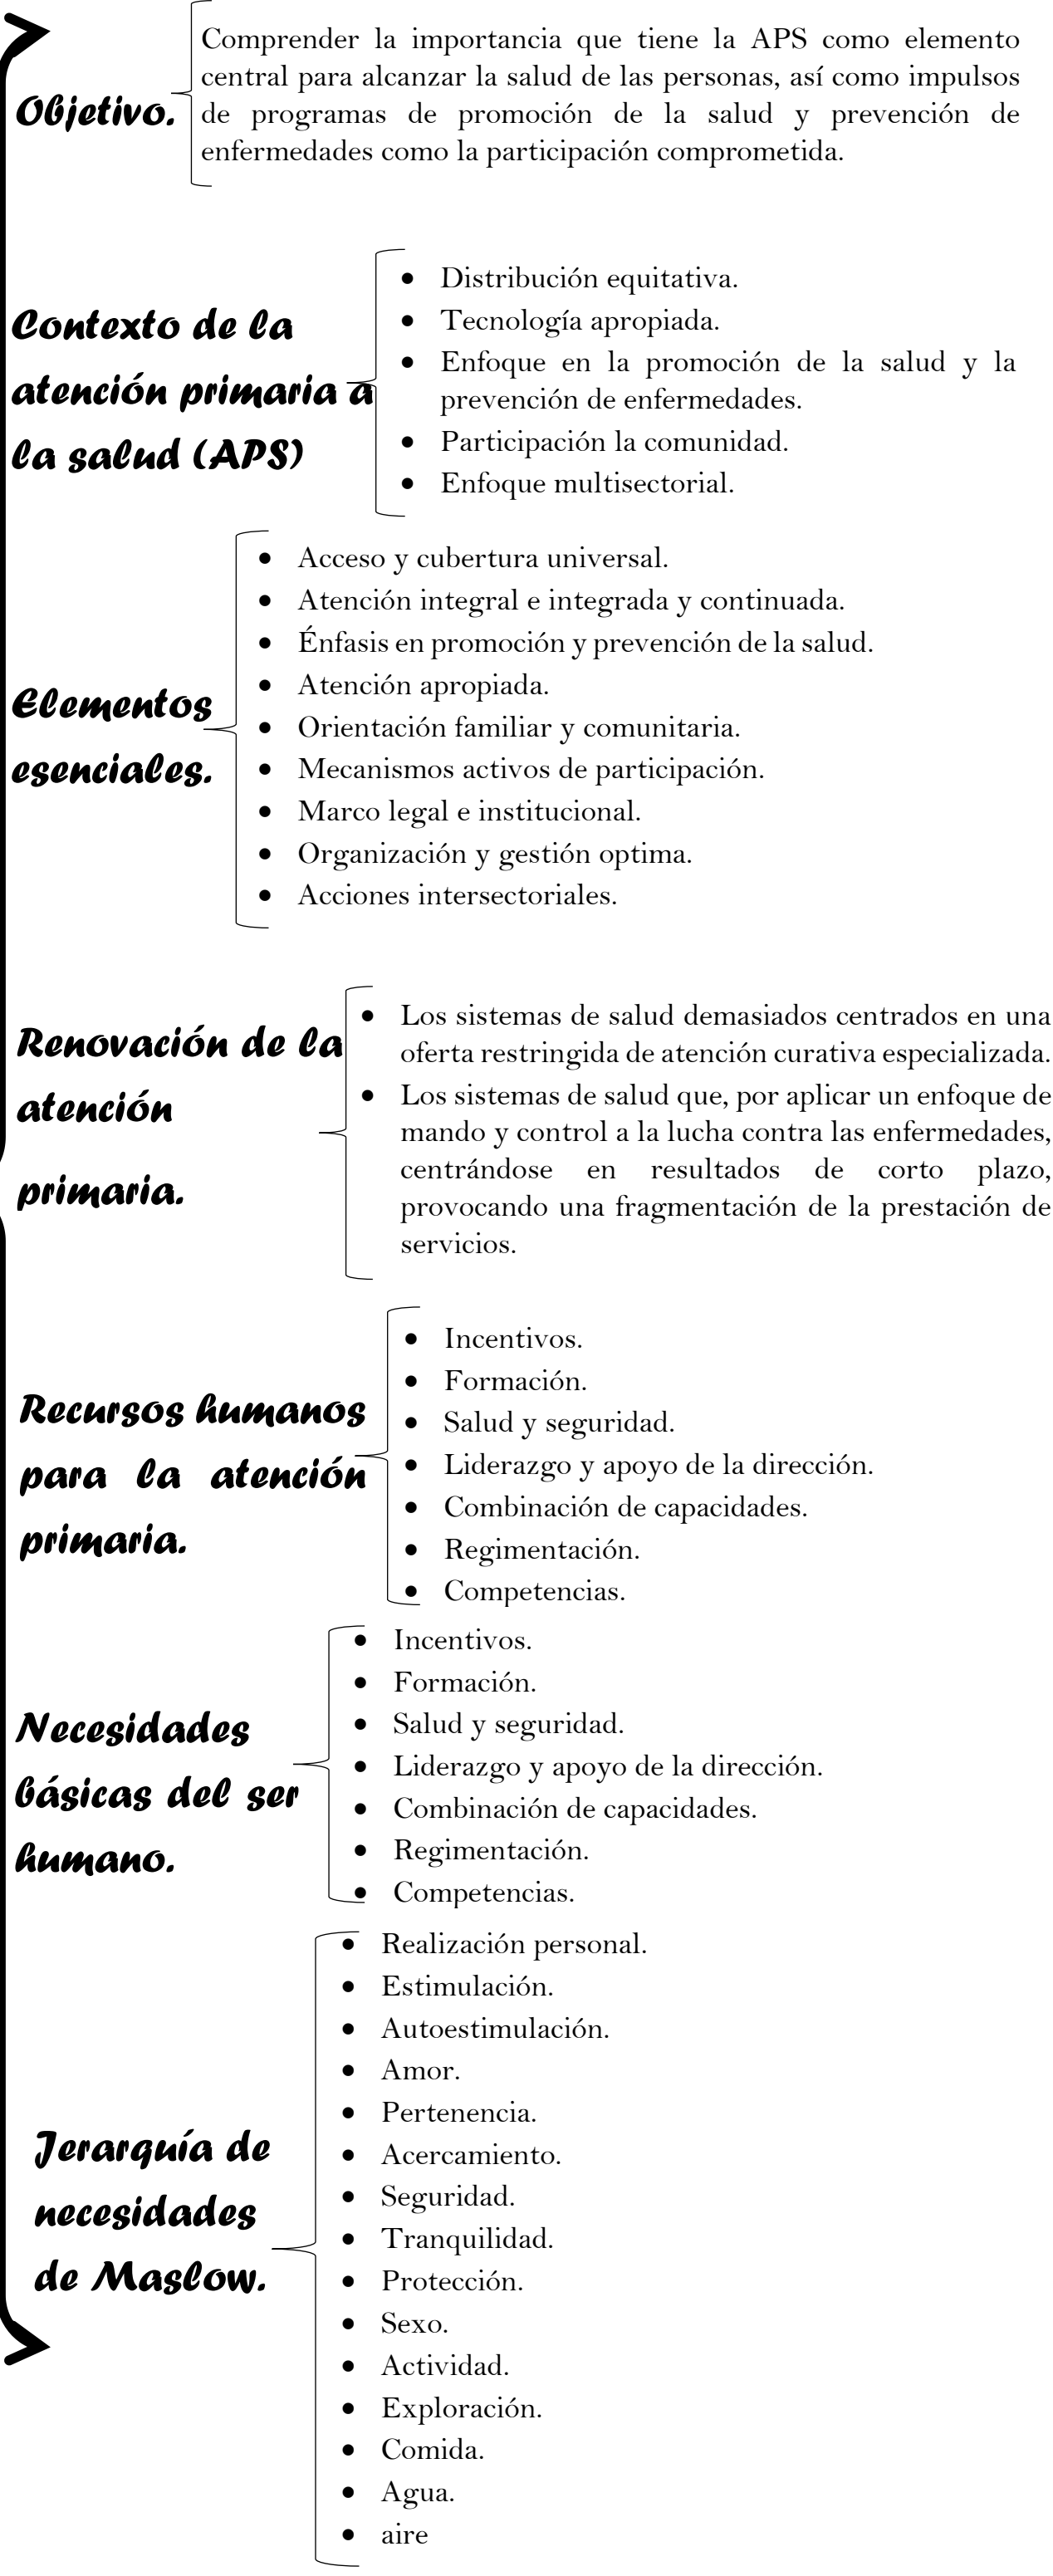 Objetivo.
Comprender la importancia que tiene la APS como elemento
central para alcanzar la salud de las personas, así como impulsos
de programas de promoción de la salud y prevención de
enfermedades como la participación comprometida.
Contexto de la
atención primaria a
la salud (APS)
• Distribución equitativa.
• Tecnología apropiada.
• Enfoque en la promoción de la salud y la
prevención de enfermedades.
• Participación la comunidad.
• Enfoque multisectorial.
Elementos
esenciales.
• Acceso y cubertura universal.
• Atención integral e integrada y continuada.
• Énfasis en promoción y prevención de la salud.
• Atención apropiada.
• Orientación familiar y comunitaria.
• Mecanismos activos de participación.
• Marco legal e institucional.
• Organización y gestión optima.
• Acciones intersectoriales.
Renovación de la
atención
primaria.
• Los sistemas de salud demasiados centrados en una
oferta restringida de atención curativa especializada.
• Los sistemas de salud que, por aplicar un enfoque de
mando y control a la lucha contra las enfermedades,
centrándose en resultados de corto plazo,
provocando una fragmentación de la prestación de
servicios.
Recursos humanos
para la atención
primaria.
• Incentivos.
• Formación.
• Salud y seguridad.
• Liderazgo y apoyo de la dirección.
• Combinación de capacidades.
• Regimentación.
• Competencias.
Necesidades
básicas del ser
humano.
• Incentivos.
• Formación.
• Salud y seguridad.
• Liderazgo y apoyo de la dirección.
• Combinación de capacidades.
• Regimentación.
• Competencias.
Jerarquía de
necesidades
de Maslow.
• Realización personal.
• Estimulación.
• Autoestimulación.
• Amor.
• Pertenencia.
• Acercamiento.
• Seguridad.
• Tranquilidad.
• Protección.
• Sexo.
• Actividad.
• Exploración.
• Comida.
• Agua.
• aire